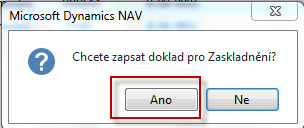 Microsoft Dynamics NAV
Chcete zapsat doklad pro Zaskladnění?
Ano
Ne